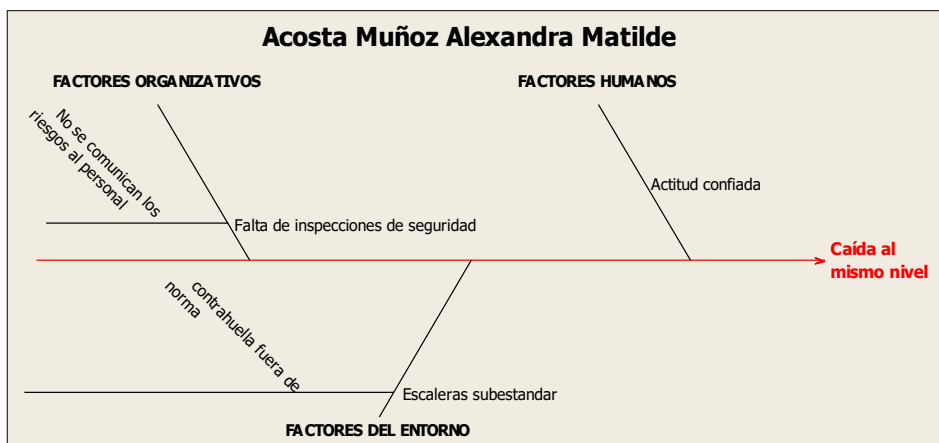 Acosta Muñoz Alexandra Matilde
FACTORES ORGANIZATIVOS
FACTORES HUMANOS
No se comunican los
riesgos al personal
Actitud confiada
Falta de inspecciones de seguridad
Caída al
mismo nivel
contrahuella fuera de
norma
Escaleras subestandar
FACTORES DEL ENTORNO